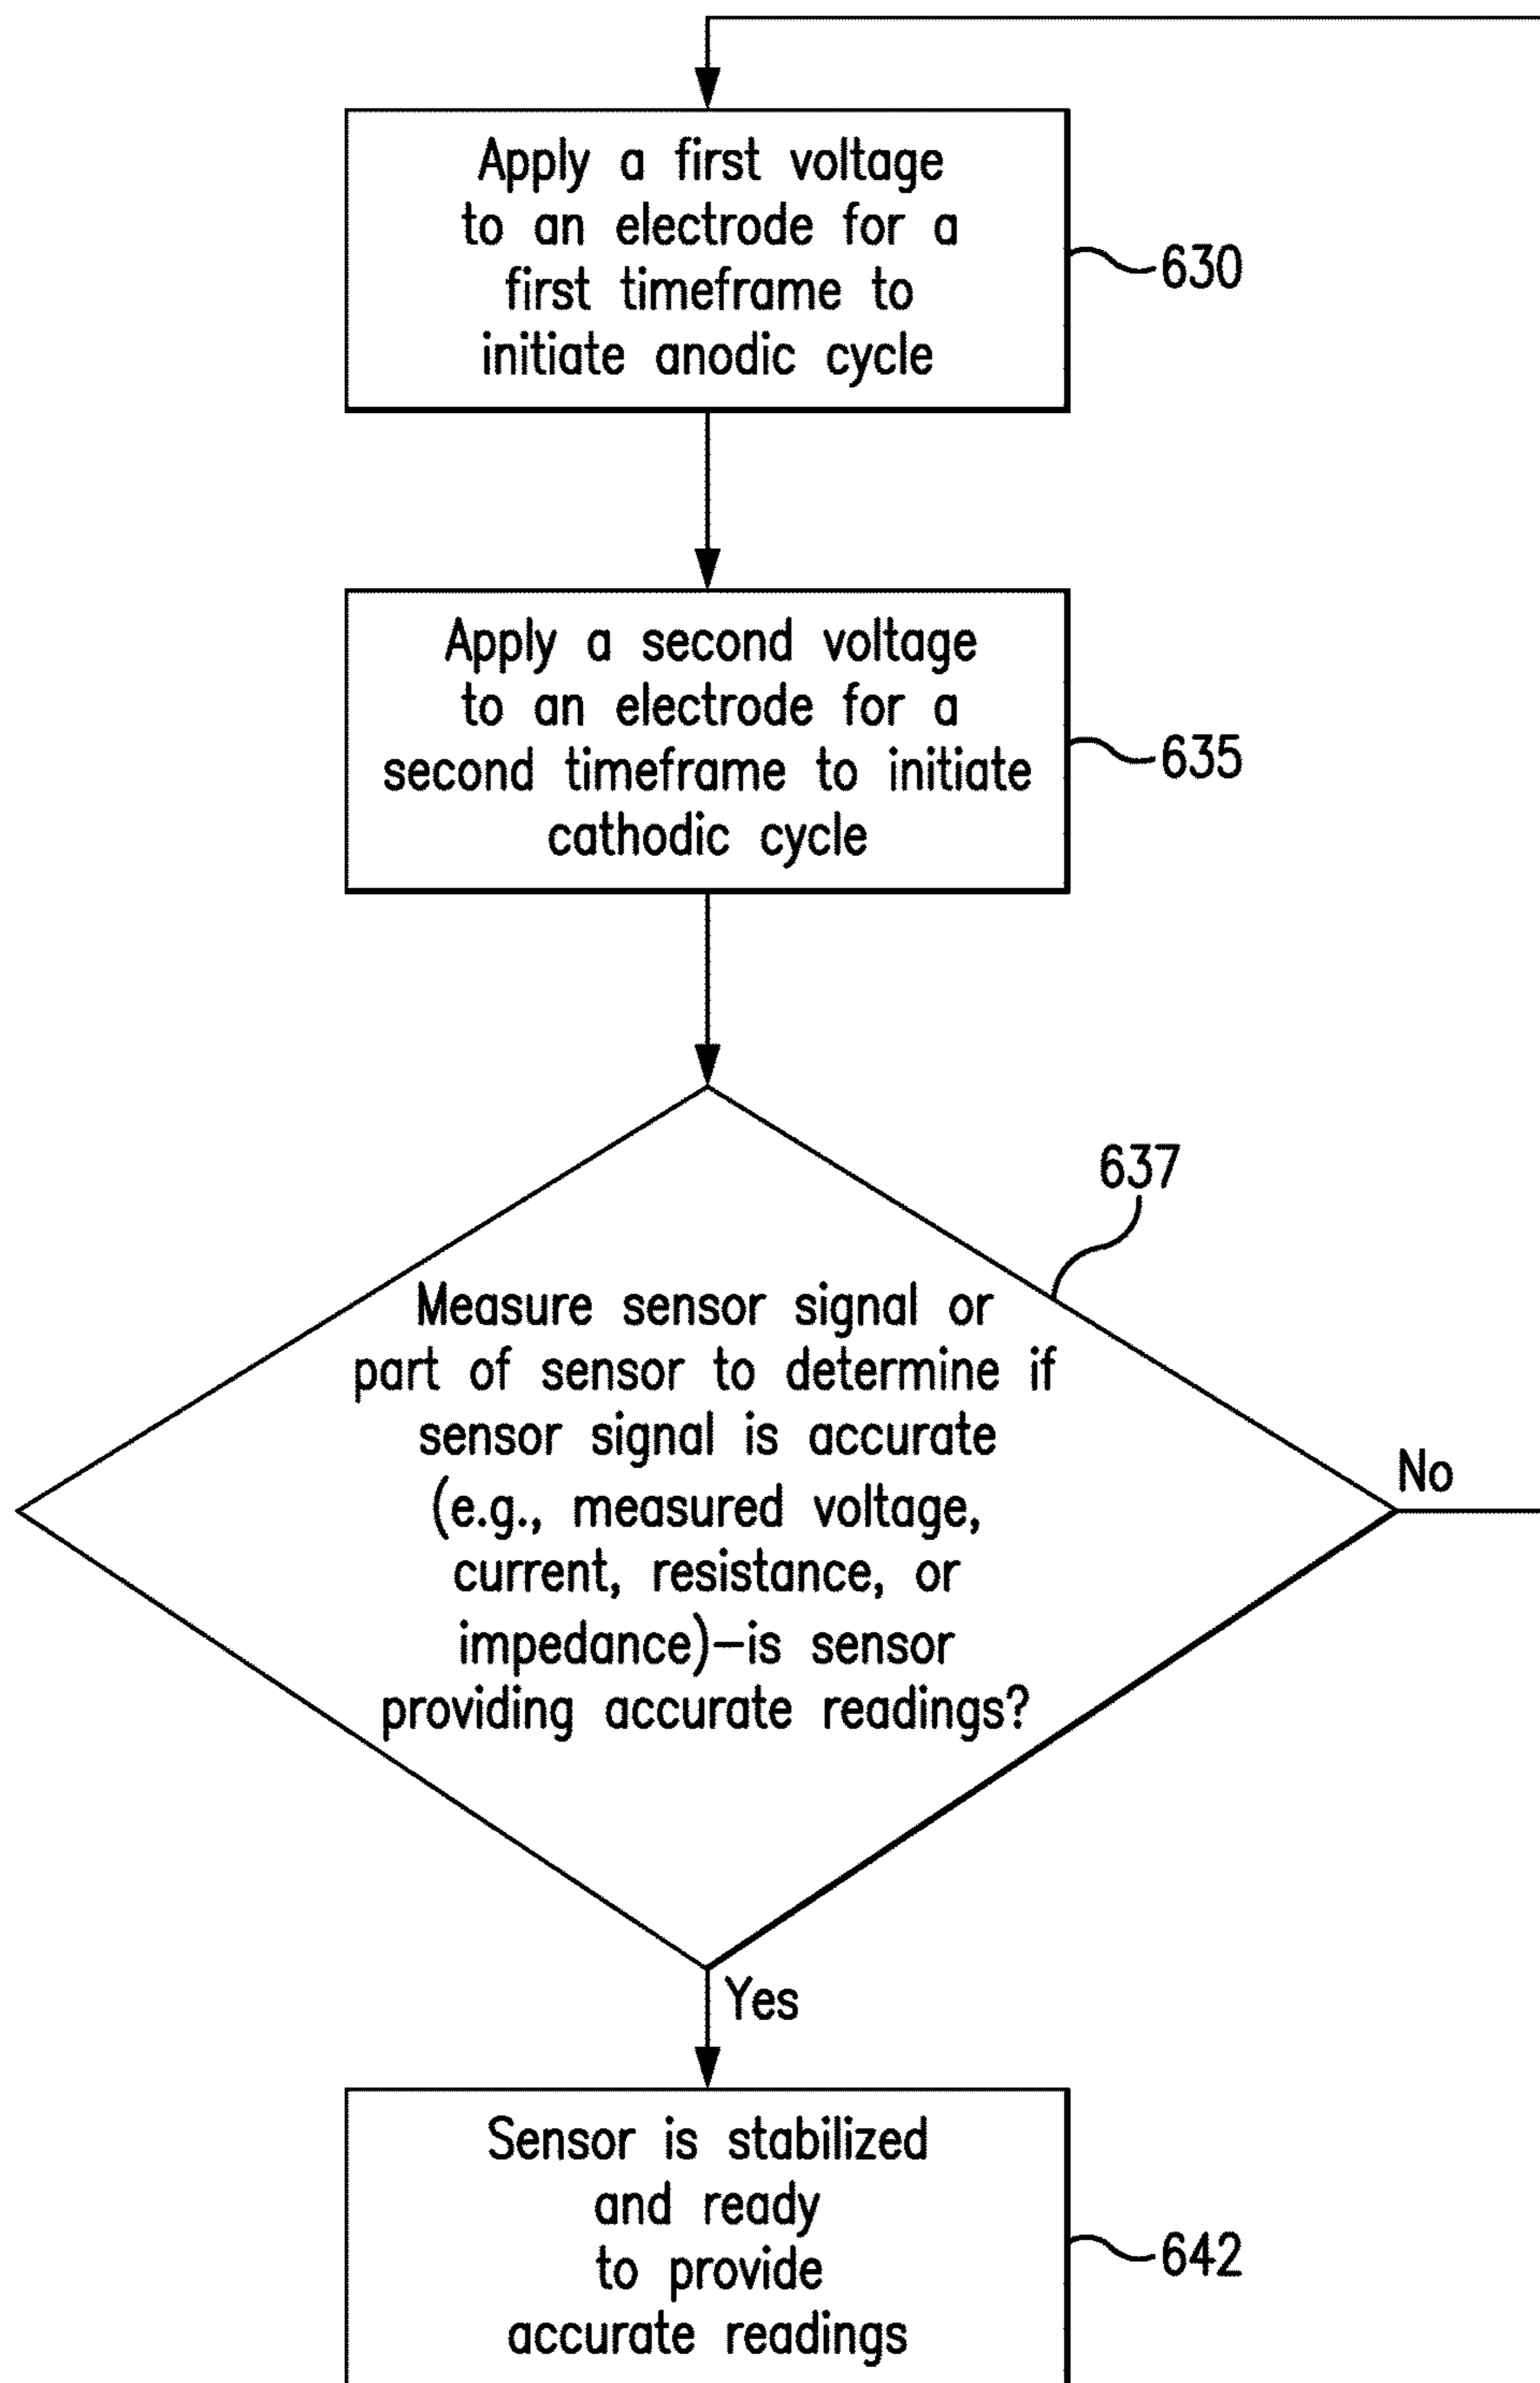 Apply a first voltage
to an electrode for a
first timeframe to
initiate anodic cycle
630
Apply a second voltage
to an electrode for a
second timeframe to initiate
cathodic cycle
635
637
Measure sensor signal or
part of sensor to determine if
sensor signal is accurate
(e.g., measured voltage,
current, resistance, or
impedance)–is sensor
providing accurate readings?
No
Yes
Sensor is stabilized
and ready
to provide
accurate readings
642